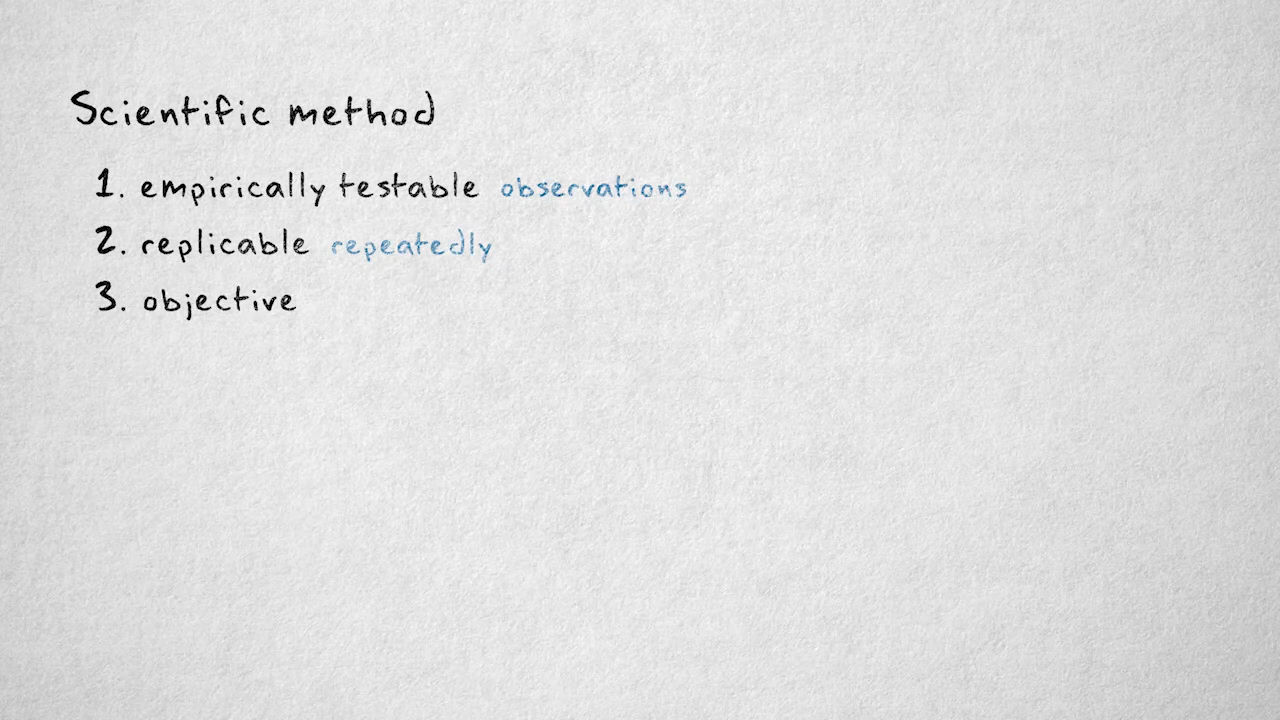 Scientific method
1. empirically testable observations
2. replicable repeatedly
3. objective